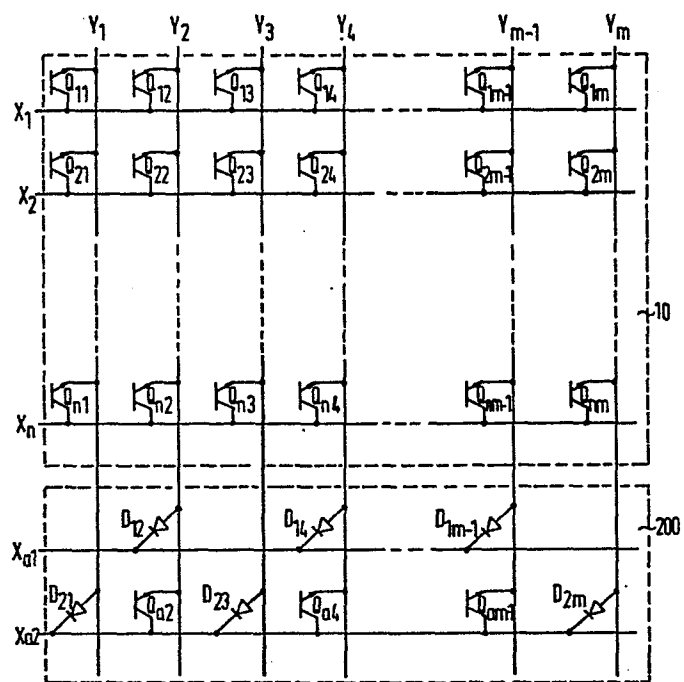 Y1 Y2 Y3 Y4 Ym-1 Ym
Q11 Q12 Q13 Q14 Q1m-1 Q1m
X1
Q21 Q22 Q23 Q24 Q2m-1 Q2m
X2
10
Qn1 Qn2 Qn3 Qn4 Qnm-1 Qnm
Xn
D12 D14 D1m-1 200
Xa1
D21 Qa2 D23 Qa4 Qam-1 D2m
Xa2